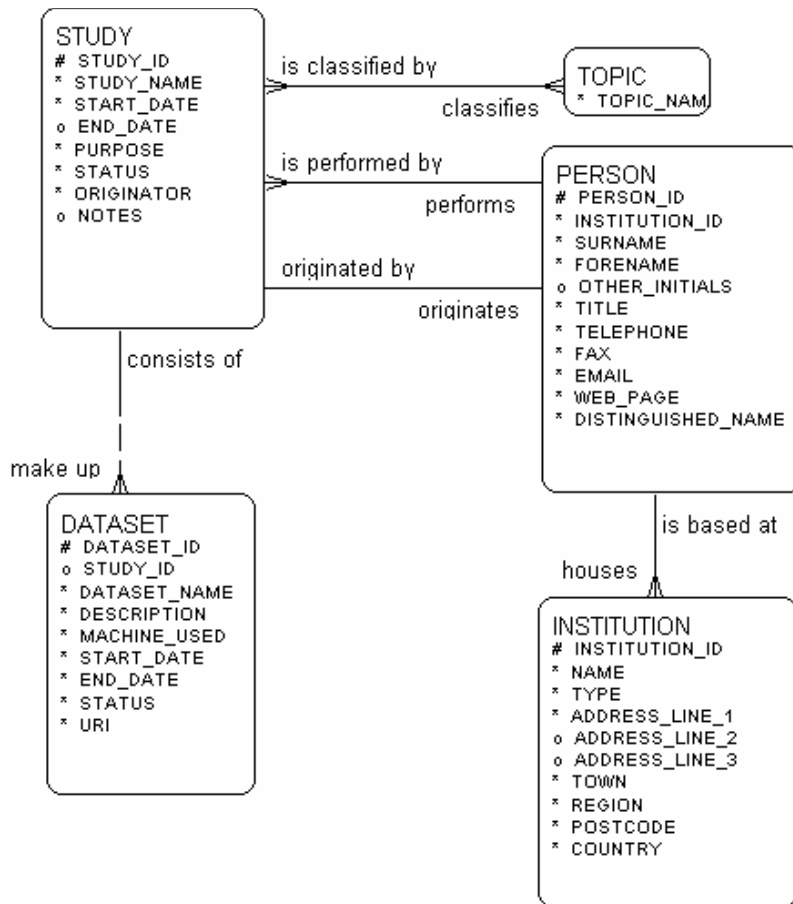 STUDY
# STUDY_ID
* STUDY_NAME
* START_DATE
o END_DATE
* PURPOSE
* STATUS
* ORIGINATOR
o NOTES
is classified by
classifies
TOPIC
* TOPIC_NAM
is performed by
performs
originated by
originates
PERSON
# PERSON_ID
* INSTITUTION_ID
* SURNAME
* FORENAME
o OTHER_INITIALS
* TITLE
* TELEPHONE
* FAX
* EMAIL
* WEB_PAGE
* DISTINGUISHED_NAME
consists of
make up
DATASET
# DATASET_ID
o STUDY_ID
* DATASET_NAME
* DESCRIPTION
* MACHINE_USED
* START_DATE
* END_DATE
* STATUS
* URI
is based at
houses
INSTITUTION
# INSTITUTION_ID
* NAME
* TYPE
* ADDRESS_LINE_1
o ADDRESS_LINE_2
o ADDRESS_LINE_3
* TOWN
* REGION
* POSTCODE
* COUNTRY